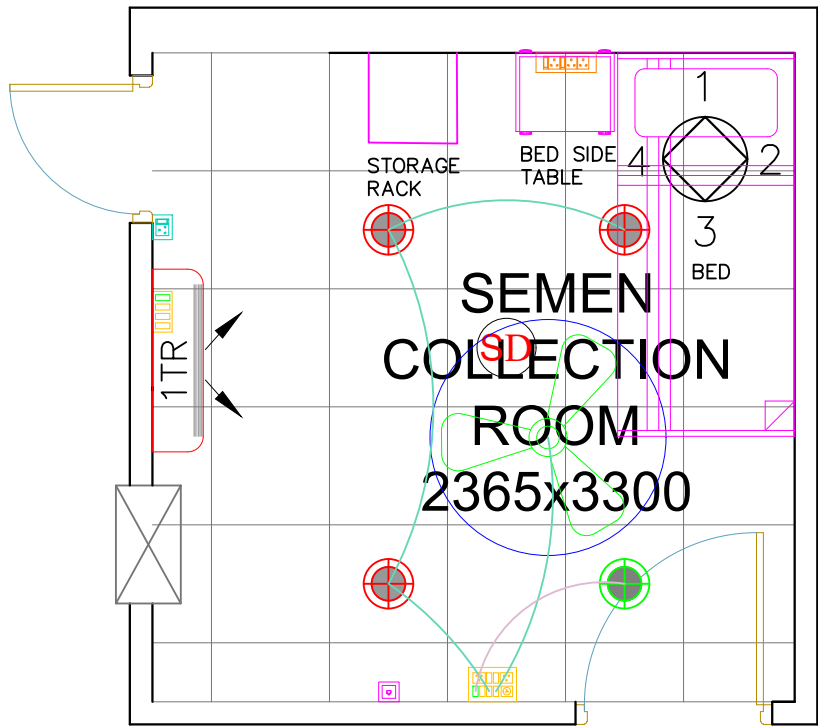 1
STORAGE
RACK
BED SIDE
TABLE
4
2
3
BED
SEMEN
SD
COLLECTION
1TR
ROOM
2365x3300